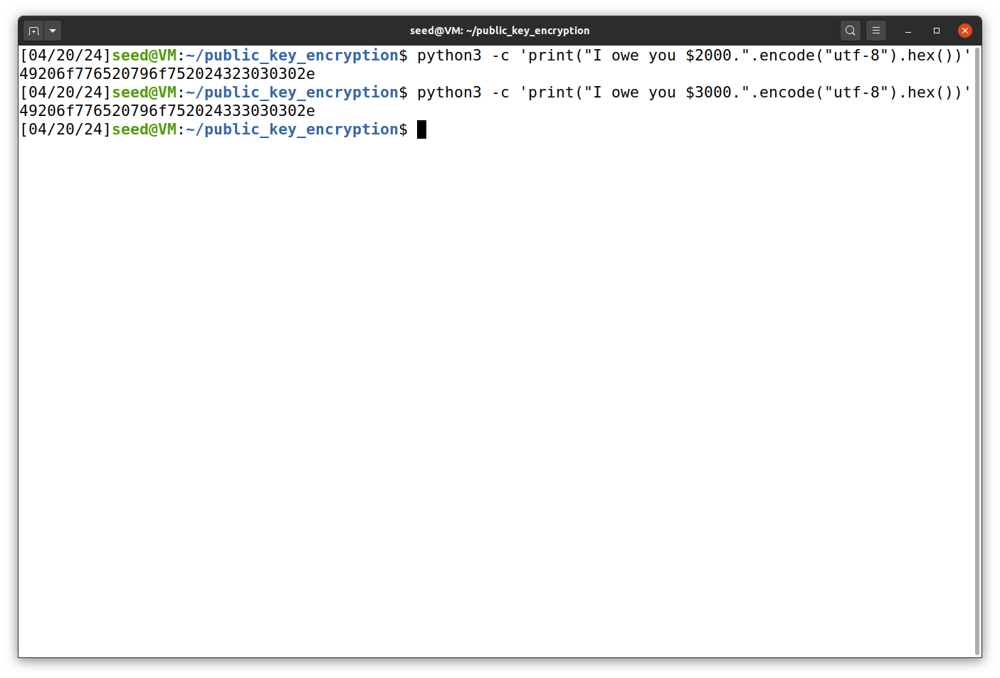 seed@VM: ~/public_key_encryption
[04/20/24]seed@VM:~/public_key_encryption$ python3 -c 'print("I owe you $2000.".encode("utf-8").hex())'
49206f776520796f752024323030302e
[04/20/24]seed@VM:~/public_key_encryption$ python3 -c 'print("I owe you $3000.".encode("utf-8").hex())'
49206f776520796f752024333030302e
[04/20/24]seed@VM:~/public_key_encryption$